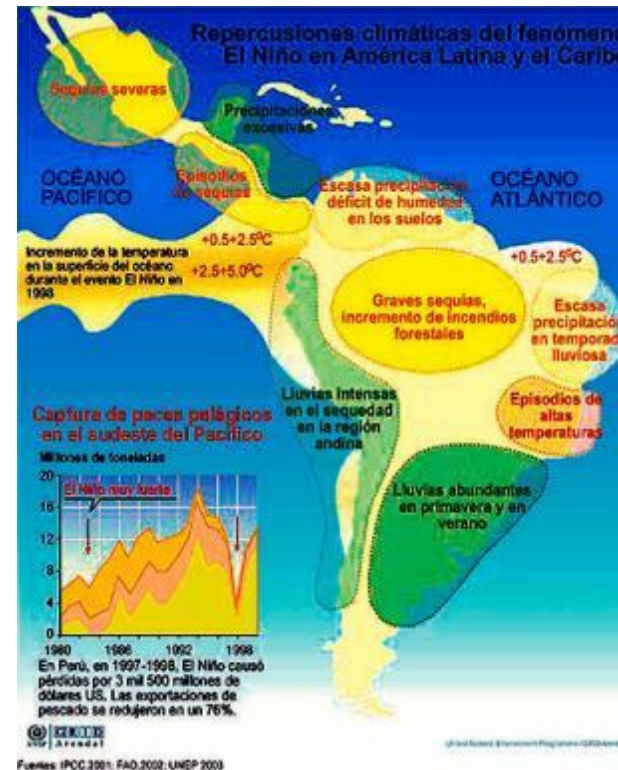 Repercusiones climáticas del fenómeno
El Niño en América Latina y el Caribe
Sequías severas
Precipitaciones
excesivas
OCÉANO
PACÍFICO
Episodios
de sequías
Escasa precipitación,
déficit de humedad
en los suelos
OCÉANO
ATLÁNTICO
Incremento de la temperatura
en la superficie del océano
durante el evento El Niño en
1998
+0.5+2.5ºC
+2.5+5.0ºC
+0.5+2.5ºC
Graves sequías,
incremento de incendios
forestales
Escasa
precipitación
en temporad
lluviosa
Lluvias intensas
en el sequedad
en la región
andina
Episodios de
altas
temperaturas
Lluvias abundantes
en primavera y en
verano
Captura de peces pelágicos
en el sudeste del Pacífico
Millones de toneladas
El Niño muy fuerte
20
16
12
8
4
0
1980
1986
1992
1998
En Perú, en 1997-1998, El Niño causó
pérdidas por 3 mil 500 millones de
dólares US. Las exportaciones de
pescado se redujeron en un 76%.
UNEP
GRID
Arendal
Fuentes: IPCC 2001; FAO,2002; UNEP 2003